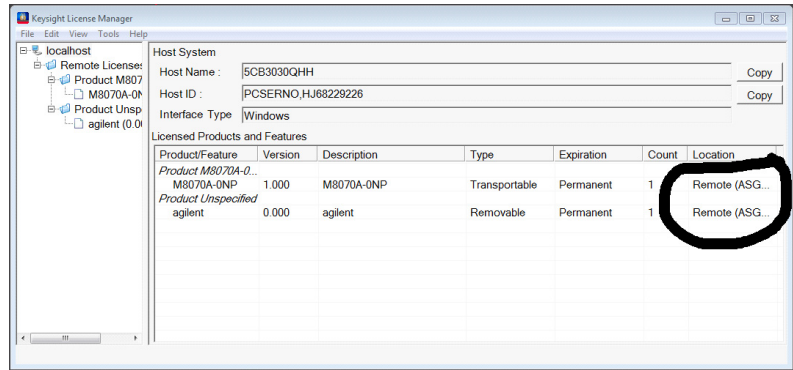 Keysight License Manager
File Edit View Tools Help
localhost
Remote Licenses
Product M807
M8070A-0N
Product Unsp
agilent (0.0
Host System
Host Name : 5CB3030QHH Copy
Host ID : PCSERNO,HJ68229226 Copy
Interface Type Windows
Licensed Products and Features
Product/Feature Version Description Type Expiration Count Location
Product M8070A-0...
M8070A-0NP 1.000 M8070A-0NP Transportable Permanent 1 Remote (ASG...
Product Unspecified
agilent 0.000 agilent Removable Permanent 1 Remote (ASG...